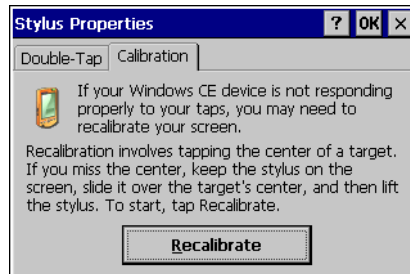 Stylus Properties ? OK ×
Double-Tap Calibration
If your Windows CE device is not responding
properly to your taps, you may need to
recalibrate your screen.
Recalibration involves tapping the center of a target.
If you miss the center, keep the stylus on the
screen, slide it over the target's center, and then lift
the stylus. To start, tap Recalibrate.
Recalibrate